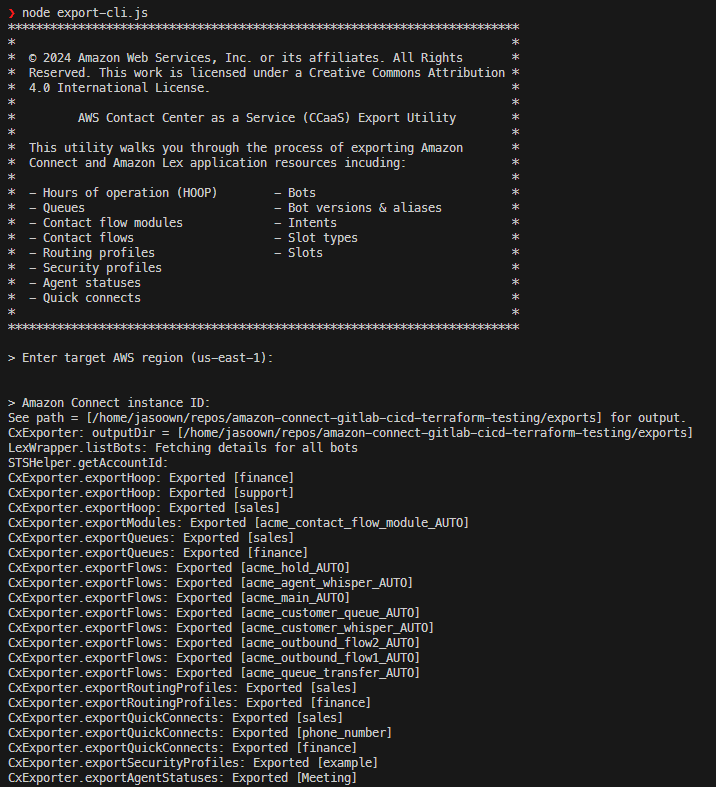 ❯ node export-cli.js
*************************************************************************
*                                                                       *
*  © 2024 Amazon Web Services, Inc. or its affiliates. All Rights       *
*  Reserved. This work is licensed under a Creative Commons Attribution *
*  4.0 International License.                                           *
*                                                                       *
*         AWS Contact Center as a Service (CCaaS) Export Utility        *
*                                                                       *
*  This utility walks you through the process of exporting Amazon       *
*  Connect and Amazon Lex application resources incuding:               *
*                                                                       *
*  - Hours of operation (HOOP)        - Bots                            *
*  - Queues                           - Bot versions & aliases          *
*  - Contact flow modules             - Intents                         *
*  - Contact flows                    - Slot types                      *
*  - Routing profiles                 - Slots                           *
*  - Security profiles                                                  *
*  - Agent statuses                                                     *
*  - Quick connects                                                     *
*                                                                       *
*************************************************************************
> Enter target AWS region (us-east-1):
> Amazon Connect instance ID:
See path = [/home/jasoown/repos/amazon-connect-gitlab-cicd-terraform-testing/exports] for output.
CxExporter: outputDir = [/home/jasoown/repos/amazon-connect-gitlab-cicd-terraform-testing/exports]
LexWrapper.listBots: Fetching details for all bots
STSHelper.getAccountId:
CxExporter.exportHoop: Exported [finance]
CxExporter.exportHoop: Exported [support]
CxExporter.exportHoop: Exported [sales]
CxExporter.exportModules: Exported [acme_contact_flow_module_AUTO]
CxExporter.exportQueues: Exported [sales]
CxExporter.exportQueues: Exported [finance]
CxExporter.exportFlows: Exported [acme_hold_AUTO]
CxExporter.exportFlows: Exported [acme_agent_whisper_AUTO]
CxExporter.exportFlows: Exported [acme_main_AUTO]
CxExporter.exportFlows: Exported [acme_customer_queue_AUTO]
CxExporter.exportFlows: Exported [acme_customer_whisper_AUTO]
CxExporter.exportFlows: Exported [acme_outbound_flow2_AUTO]
CxExporter.exportFlows: Exported [acme_outbound_flow1_AUTO]
CxExporter.exportFlows: Exported [acme_queue_transfer_AUTO]
CxExporter.exportRoutingProfiles: Exported [sales]
CxExporter.exportRoutingProfiles: Exported [finance]
CxExporter.exportQuickConnects: Exported [sales]
CxExporter.exportQuickConnects: Exported [phone_number]
CxExporter.exportQuickConnects: Exported [finance]
CxExporter.exportSecurityProfiles: Exported [example]
CxExporter.exportAgentStatuses: Exported [Meeting]